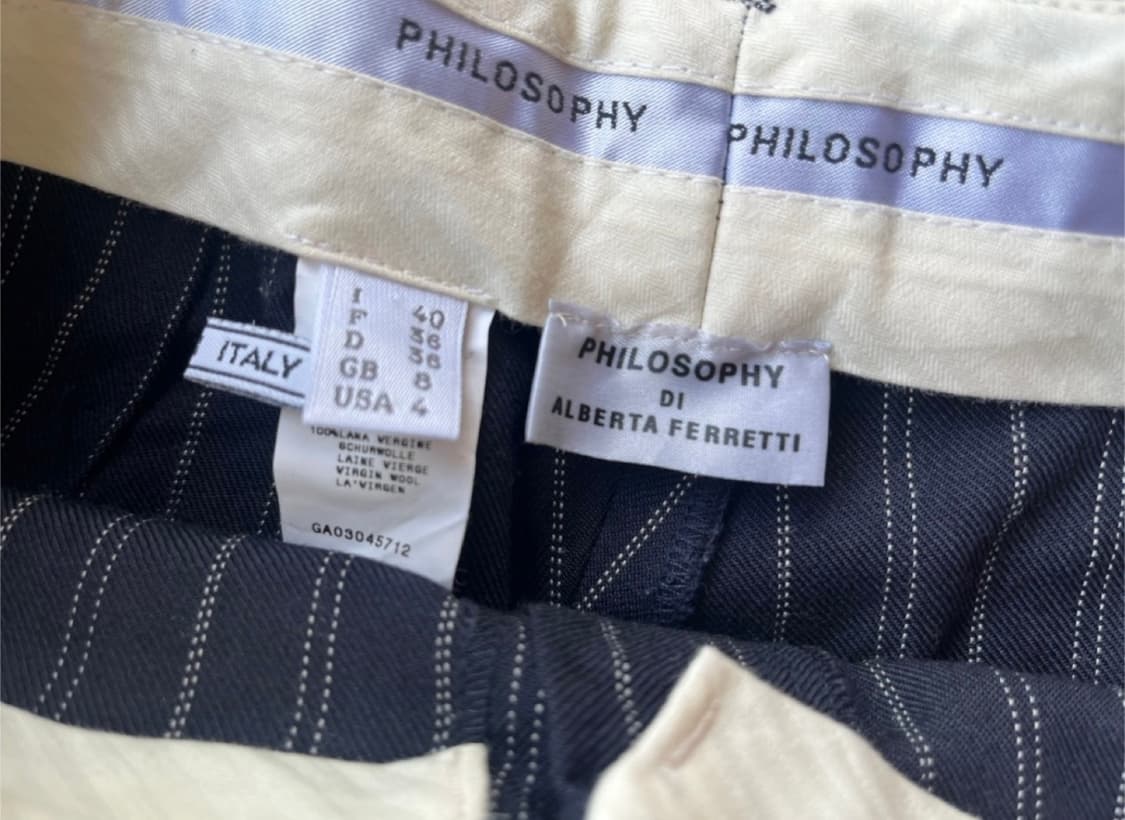 PHILOSOPHY
PHILOSOPHY
ITALY
I 40
F 36
D 36
GB 8
USA 4
PHILOSOPHY
DI
ALBERTA FERRETTI
100%LANA VERGINE
SCHURWOLLE
LAINE VIERGE
VIRGIN WOOL
LA'VIRGEN
GA03045712